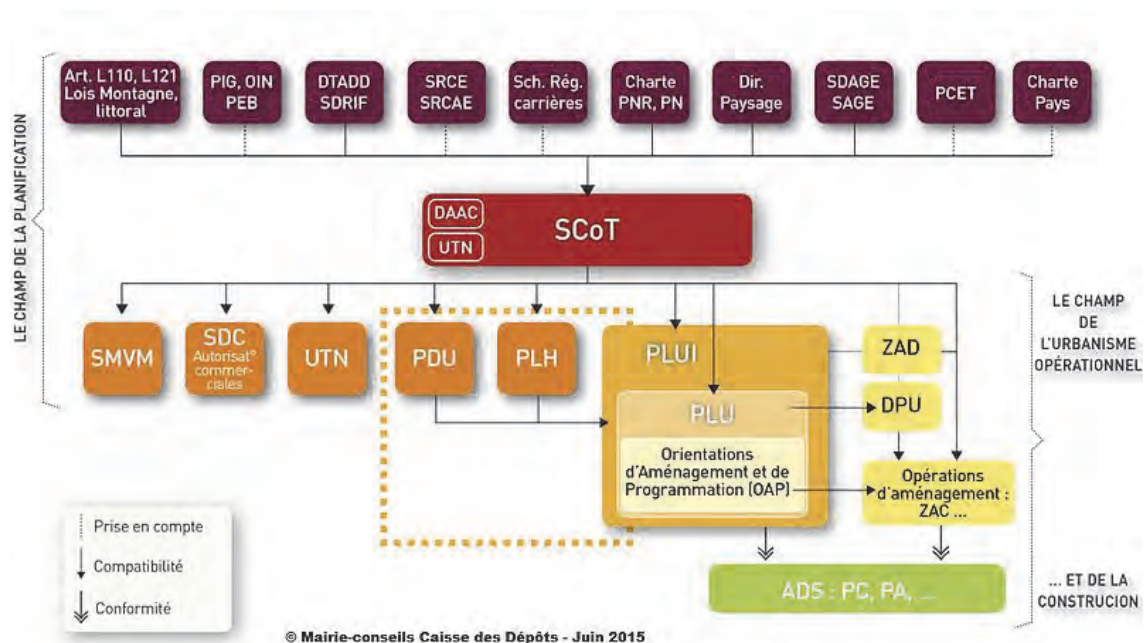 LE CHAMP DE LA PLANIFICATION
Art. L110, L121
Lois Montagne,
littoral
PIG, OIN
PEB
DTADD
SDRIF
SRCE
SRCAE
Sch. Rég.
carrières
Charte
PNR, PN
Dir.
Paysage
SDAGE
SAGE
PCET
Charte
Pays
DAAC
UTN
SCoT
SMVM
SDC
Autorisat°
commer-
ciales
UTN
PDU
PLH
PLUI
PLU
Orientations
d'Aménagement et de
Programmation (OAP)
ZAD
DPU
Opérations
d'aménagement :
ZAC ...
LE CHAMP
DE
L'URBANISME
OPÉRATIONNEL
ADS : PC, PA, ...
... ET DE LA
CONSTRUCION
Prise en compte
Compatibilité
Conformité
© Mairie-conseils Caisse des Dépôts - Juin 2015